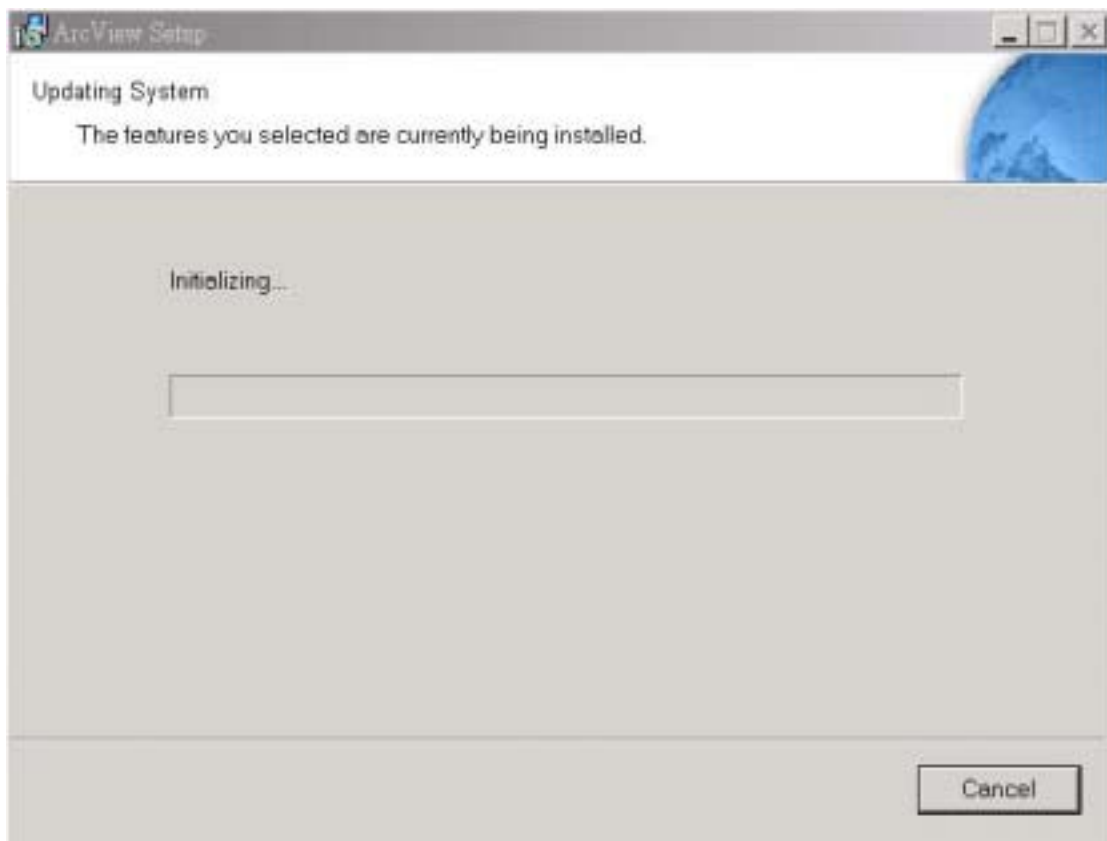 ArcView Setup
Updating System
The features you selected are currently being installed.
Initializing...
Cancel